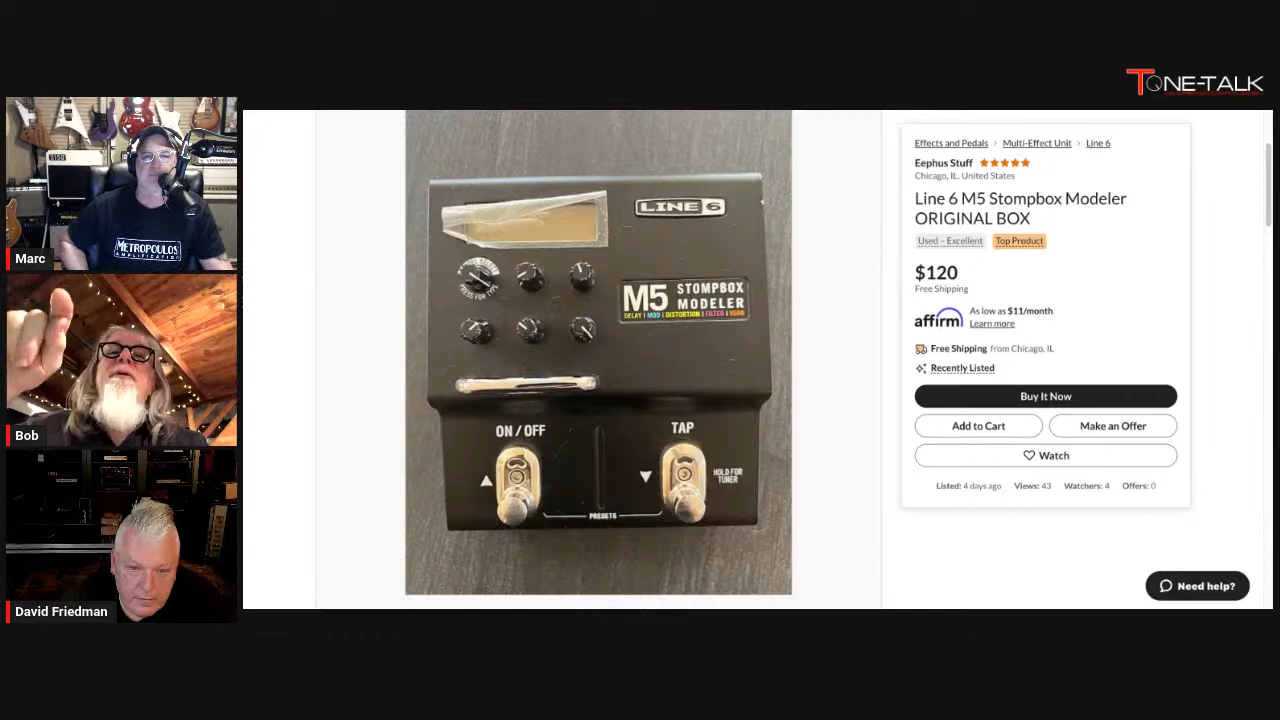 TONE-TALK
Marc
METROPOULOS
AMPLIFICATION
Bob
David Friedman
LINE 6
PRESS FOR TYPE
M5 STOMPBOX
MODELER
DELAY | MOD | DISTORTION | FILTER | VERB
ON / OFF
TAP
HOLD FOR
TUNER
PRESETS
Effects and Pedals > Multi-Effect Unit > Line 6
Eephus Stuff
Chicago, IL, United States
Line 6 M5 Stompbox Modeler
ORIGINAL BOX
Used – Excellent Top Product
$120
Free Shipping
affirm As low as $11/month
Learn more
Free Shipping from Chicago, IL
Recently Listed
Buy It Now
Add to Cart Make an Offer
Watch
Listed: 4 days ago Views: 43 Watchers: 4 Offers: 0
Need help?